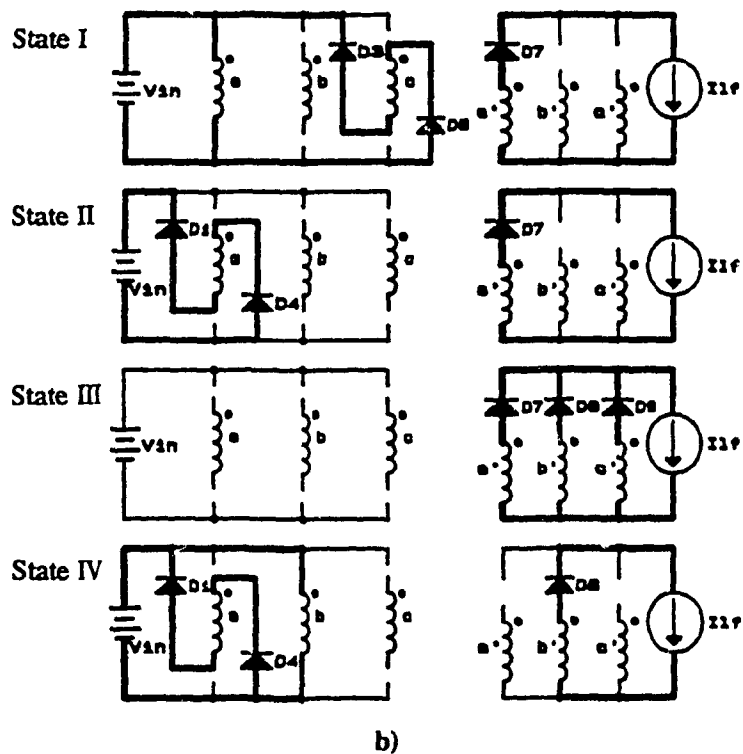 State I
D3
D7
Vin
a
b
c
a'
b'
c'
I1f
State II
D1
D7
Vin
a
b
c
D4
a'
b'
c'
I1f
State III
D7
D8
D9
Vin
a
b
c
a'
b'
c'
I1f
State IV
D1
D8
Vin
a
b
c
D4
a'
b'
c'
I1f
b)